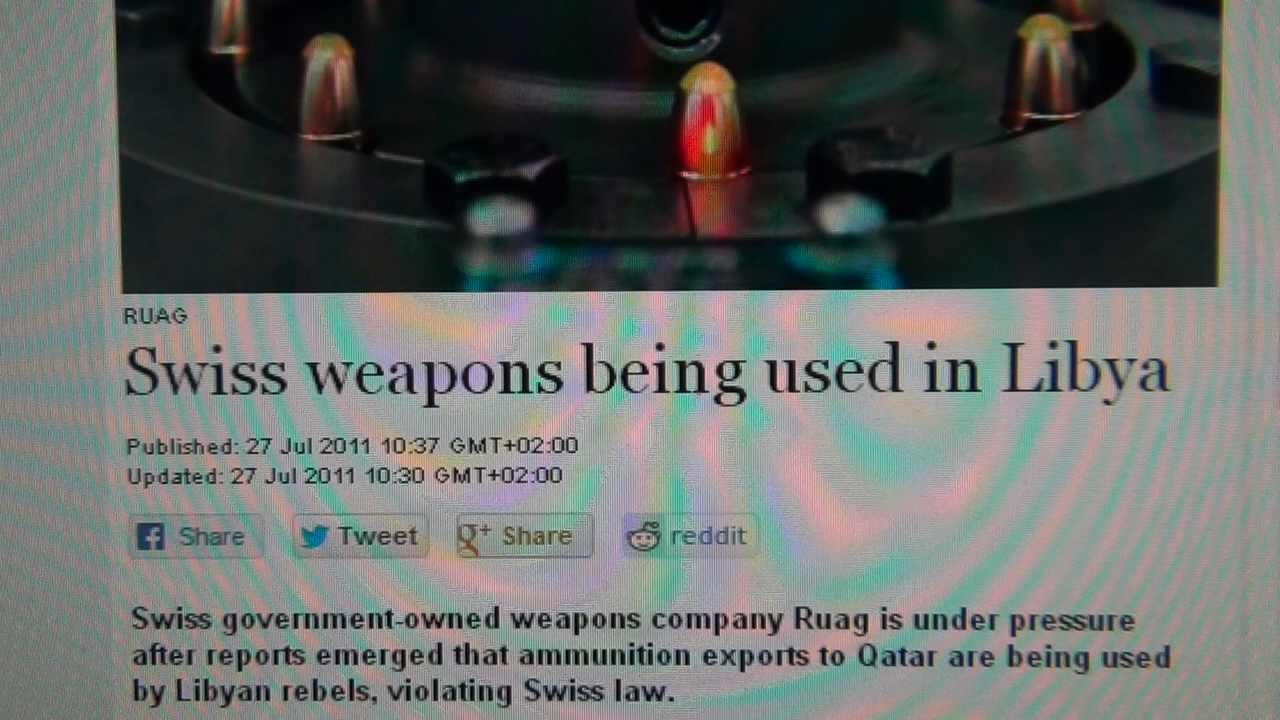 RUAG
Swiss weapons being used in Libya
Published: 27 Jul 2011 10:37 GMT+02:00
Updated: 27 Jul 2011 10:30 GMT+02:00
Share Tweet g+ Share reddit
Swiss government-owned weapons company Ruag is under pressure
after reports emerged that ammunition exports to Qatar are being used
by Libyan rebels, violating Swiss law.